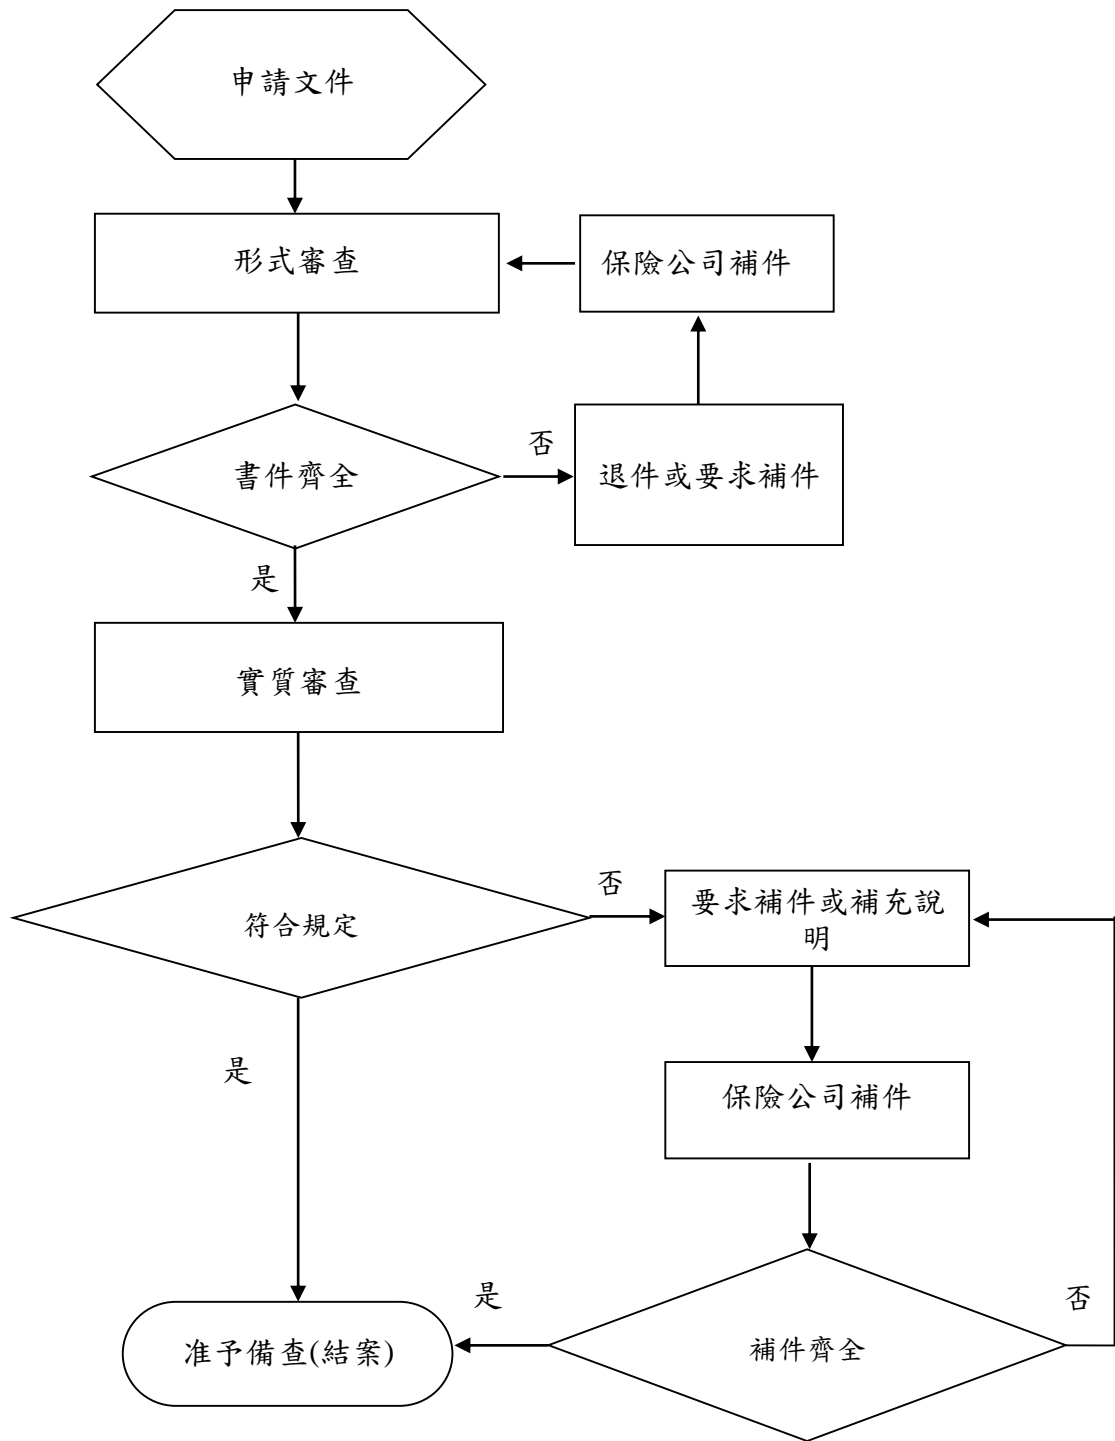 申請文件
形式審查
保險公司補件
書件齊全
否
退件或要求補件
是
實質審查
符合規定
否
要求補件或補充說
明
是
保險公司補件
補件齊全
是
否
准予備查(結案)